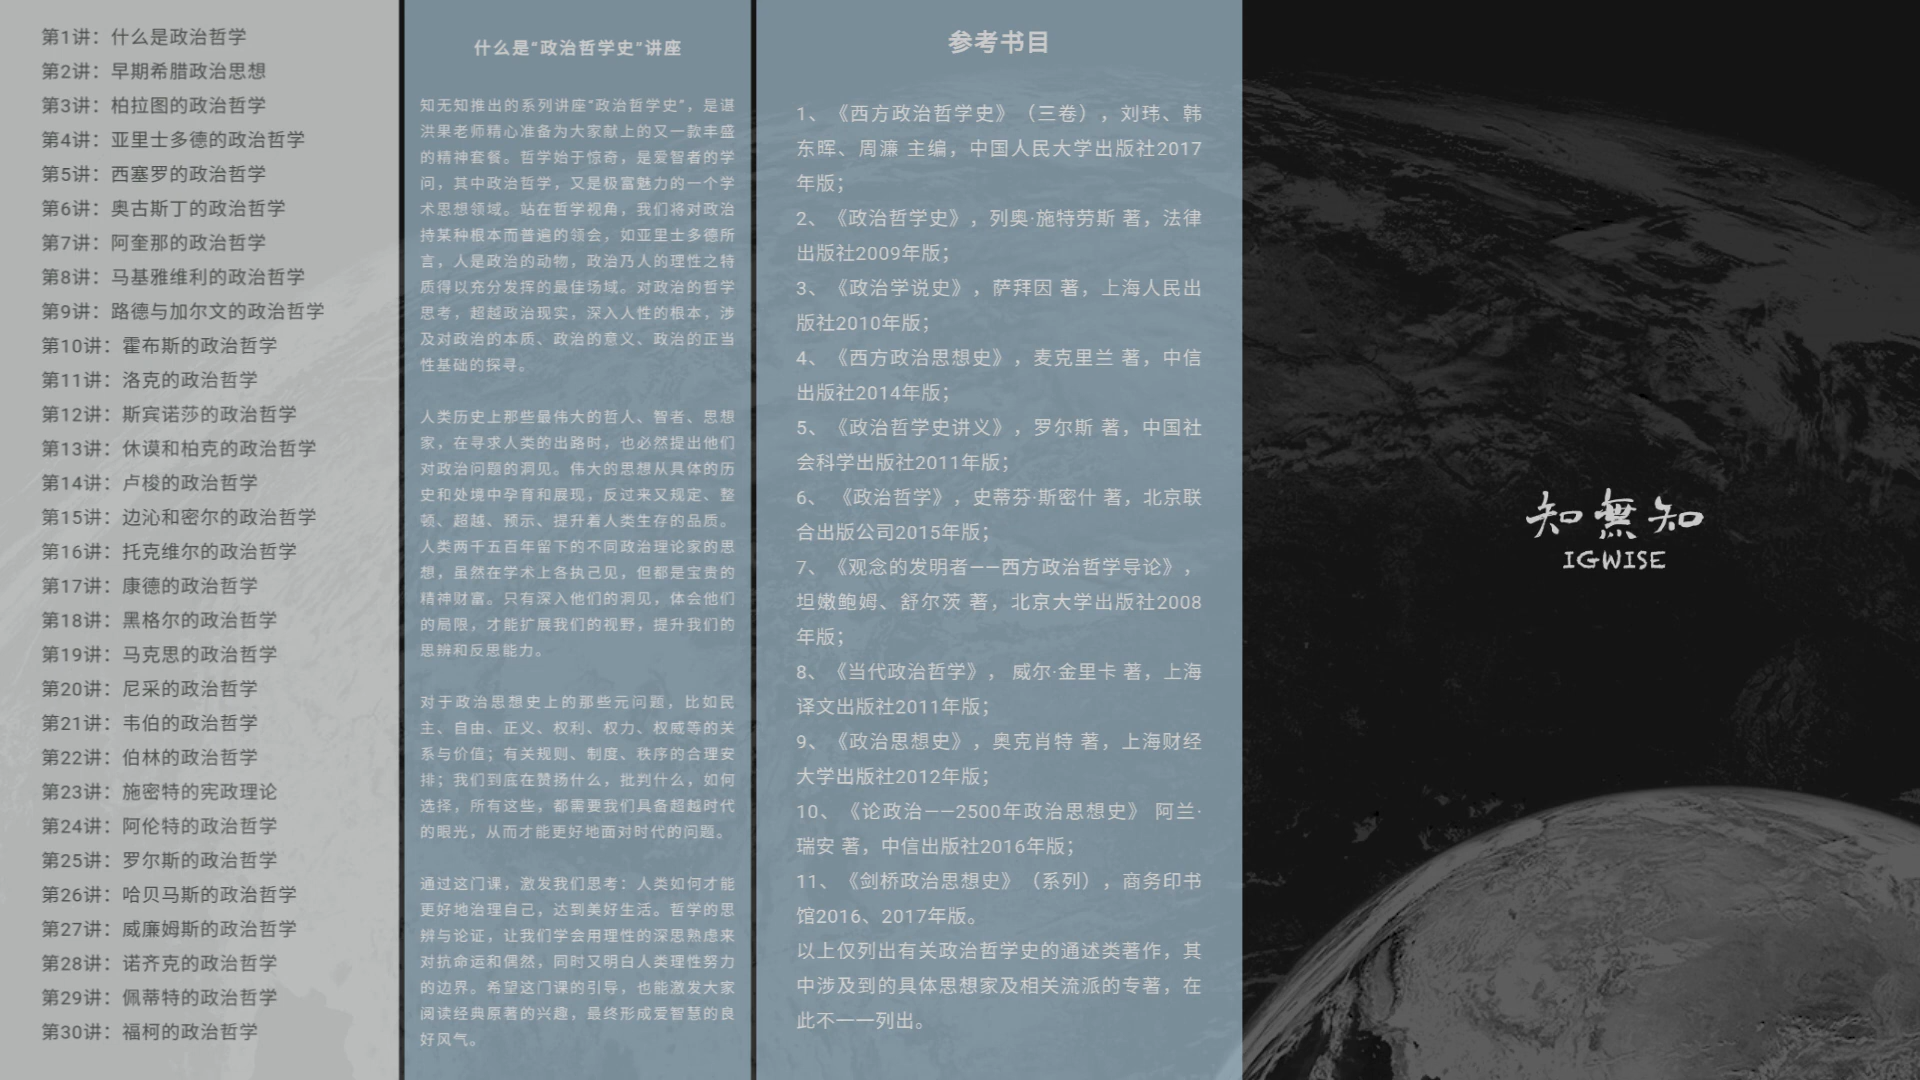 第1讲：什么是政治哲学
第2讲：早期希腊政治思想
第3讲：柏拉图的政治哲学
第4讲：亚里士多德的政治哲学
第5讲：西塞罗的政治哲学
第6讲：奥古斯丁的政治哲学
第7讲：阿奎那的政治哲学
第8讲：马基雅维利的政治哲学
第9讲：路德与加尔文的政治哲学
第10讲：霍布斯的政治哲学
第11讲：洛克的政治哲学
第12讲：斯宾诺莎的政治哲学
第13讲：休谟和柏克的政治哲学
第14讲：卢梭的政治哲学
第15讲：边沁和密尔的政治哲学
第16讲：托克维尔的政治哲学
第17讲：康德的政治哲学
第18讲：黑格尔的政治哲学
第19讲：马克思的政治哲学
第20讲：尼采的政治哲学
第21讲：韦伯的政治哲学
第22讲：伯林的政治哲学
第23讲：施密特的宪政理论
第24讲：阿伦特的政治哲学
第25讲：罗尔斯的政治哲学
第26讲：哈贝马斯的政治哲学
第27讲：威廉姆斯的政治哲学
第28讲：诺齐克的政治哲学
第29讲：佩蒂特的政治哲学
第30讲：福柯的政治哲学
什么是“政治哲学史”讲座
知无知推出的系列讲座“政治哲学史”，是谌
洪果老师精心准备为大家献上的又一款丰盛
的精神套餐。哲学始于惊奇，是爱智者的学
问，其中政治哲学，又是极富魅力的一个学
术思想领域。站在哲学视角，我们将对政治
持某种根本而普遍的领会，如亚里士多德所
言，人是政治的动物，政治乃人的理性之特
质得以充分发挥的最佳场域。对政治的哲学
思考，超越政治现实，深入人性的根本，涉
及对政治的本质、政治的意义、政治的正当
性基础的探寻。
人类历史上那些最伟大的哲人、智者、思想
家，在寻求人类的出路时，也必然提出他们
对政治问题的洞见。伟大的思想从具体的历
史和处境中孕育和展现，反过来又规定、整
顿、超越、预示、提升着人类生存的品质。
人类两千五百年留下的不同政治理论家的思
想，虽然在学术上各执己见，但都是宝贵的
精神财富。只有深入他们的洞见，体会他们
的局限，才能扩展我们的视野，提升我们的
思辨和反思能力。
对于政治思想史上的那些元问题，比如民
主、自由、正义、权利、权力、权威等的关
系与价值；有关规则、制度、秩序的合理安
排；我们到底在赞扬什么，批判什么，如何
选择，所有这些，都需要我们具备超越时代
的眼光，从而才能更好地面对时代的问题。
通过这门课，激发我们思考：人类如何才能
更好地治理自己，达到美好生活。哲学的思
辨与论证，让我们学会用理性的深思熟虑来
对抗命运和偶然，同时又明白人类理性努力
的边界。希望这门课的引导，也能激发大家
阅读经典原著的兴趣，最终形成爱智慧的良
好风气。
参考书目
1、《西方政治哲学史》（三卷），刘玮、韩
东晖、周濂 主编，中国人民大学出版社2017
年版；
2、《政治哲学史》，列奥·施特劳斯 著，法律
出版社2009年版；
3、《政治学说史》，萨拜因 著，上海人民出
版社2010年版；
4、《西方政治思想史》，麦克里兰 著，中信
出版社2014年版；
5、《政治哲学史讲义》，罗尔斯 著，中国社
会科学出版社2011年版；
6、 《政治哲学》，史蒂芬·斯密什 著，北京联
合出版公司2015年版；
7、《观念的发明者——西方政治哲学导论》，
坦嫩鲍姆、舒尔茨 著，北京大学出版社2008
年版；
8、《当代政治哲学》， 威尔·金里卡 著，上海
译文出版社2011年版；
9、《政治思想史》，奥克肖特 著，上海财经
大学出版社2012年版；
10、《论政治——2500年政治思想史》 阿兰·
瑞安 著，中信出版社2016年版；
11、《剑桥政治思想史》（系列），商务印书
馆2016、2017年版。
以上仅列出有关政治哲学史的通述类著作，其
中涉及到的具体思想家及相关流派的专著，在
此不一一列出。
知無知
IGWISE